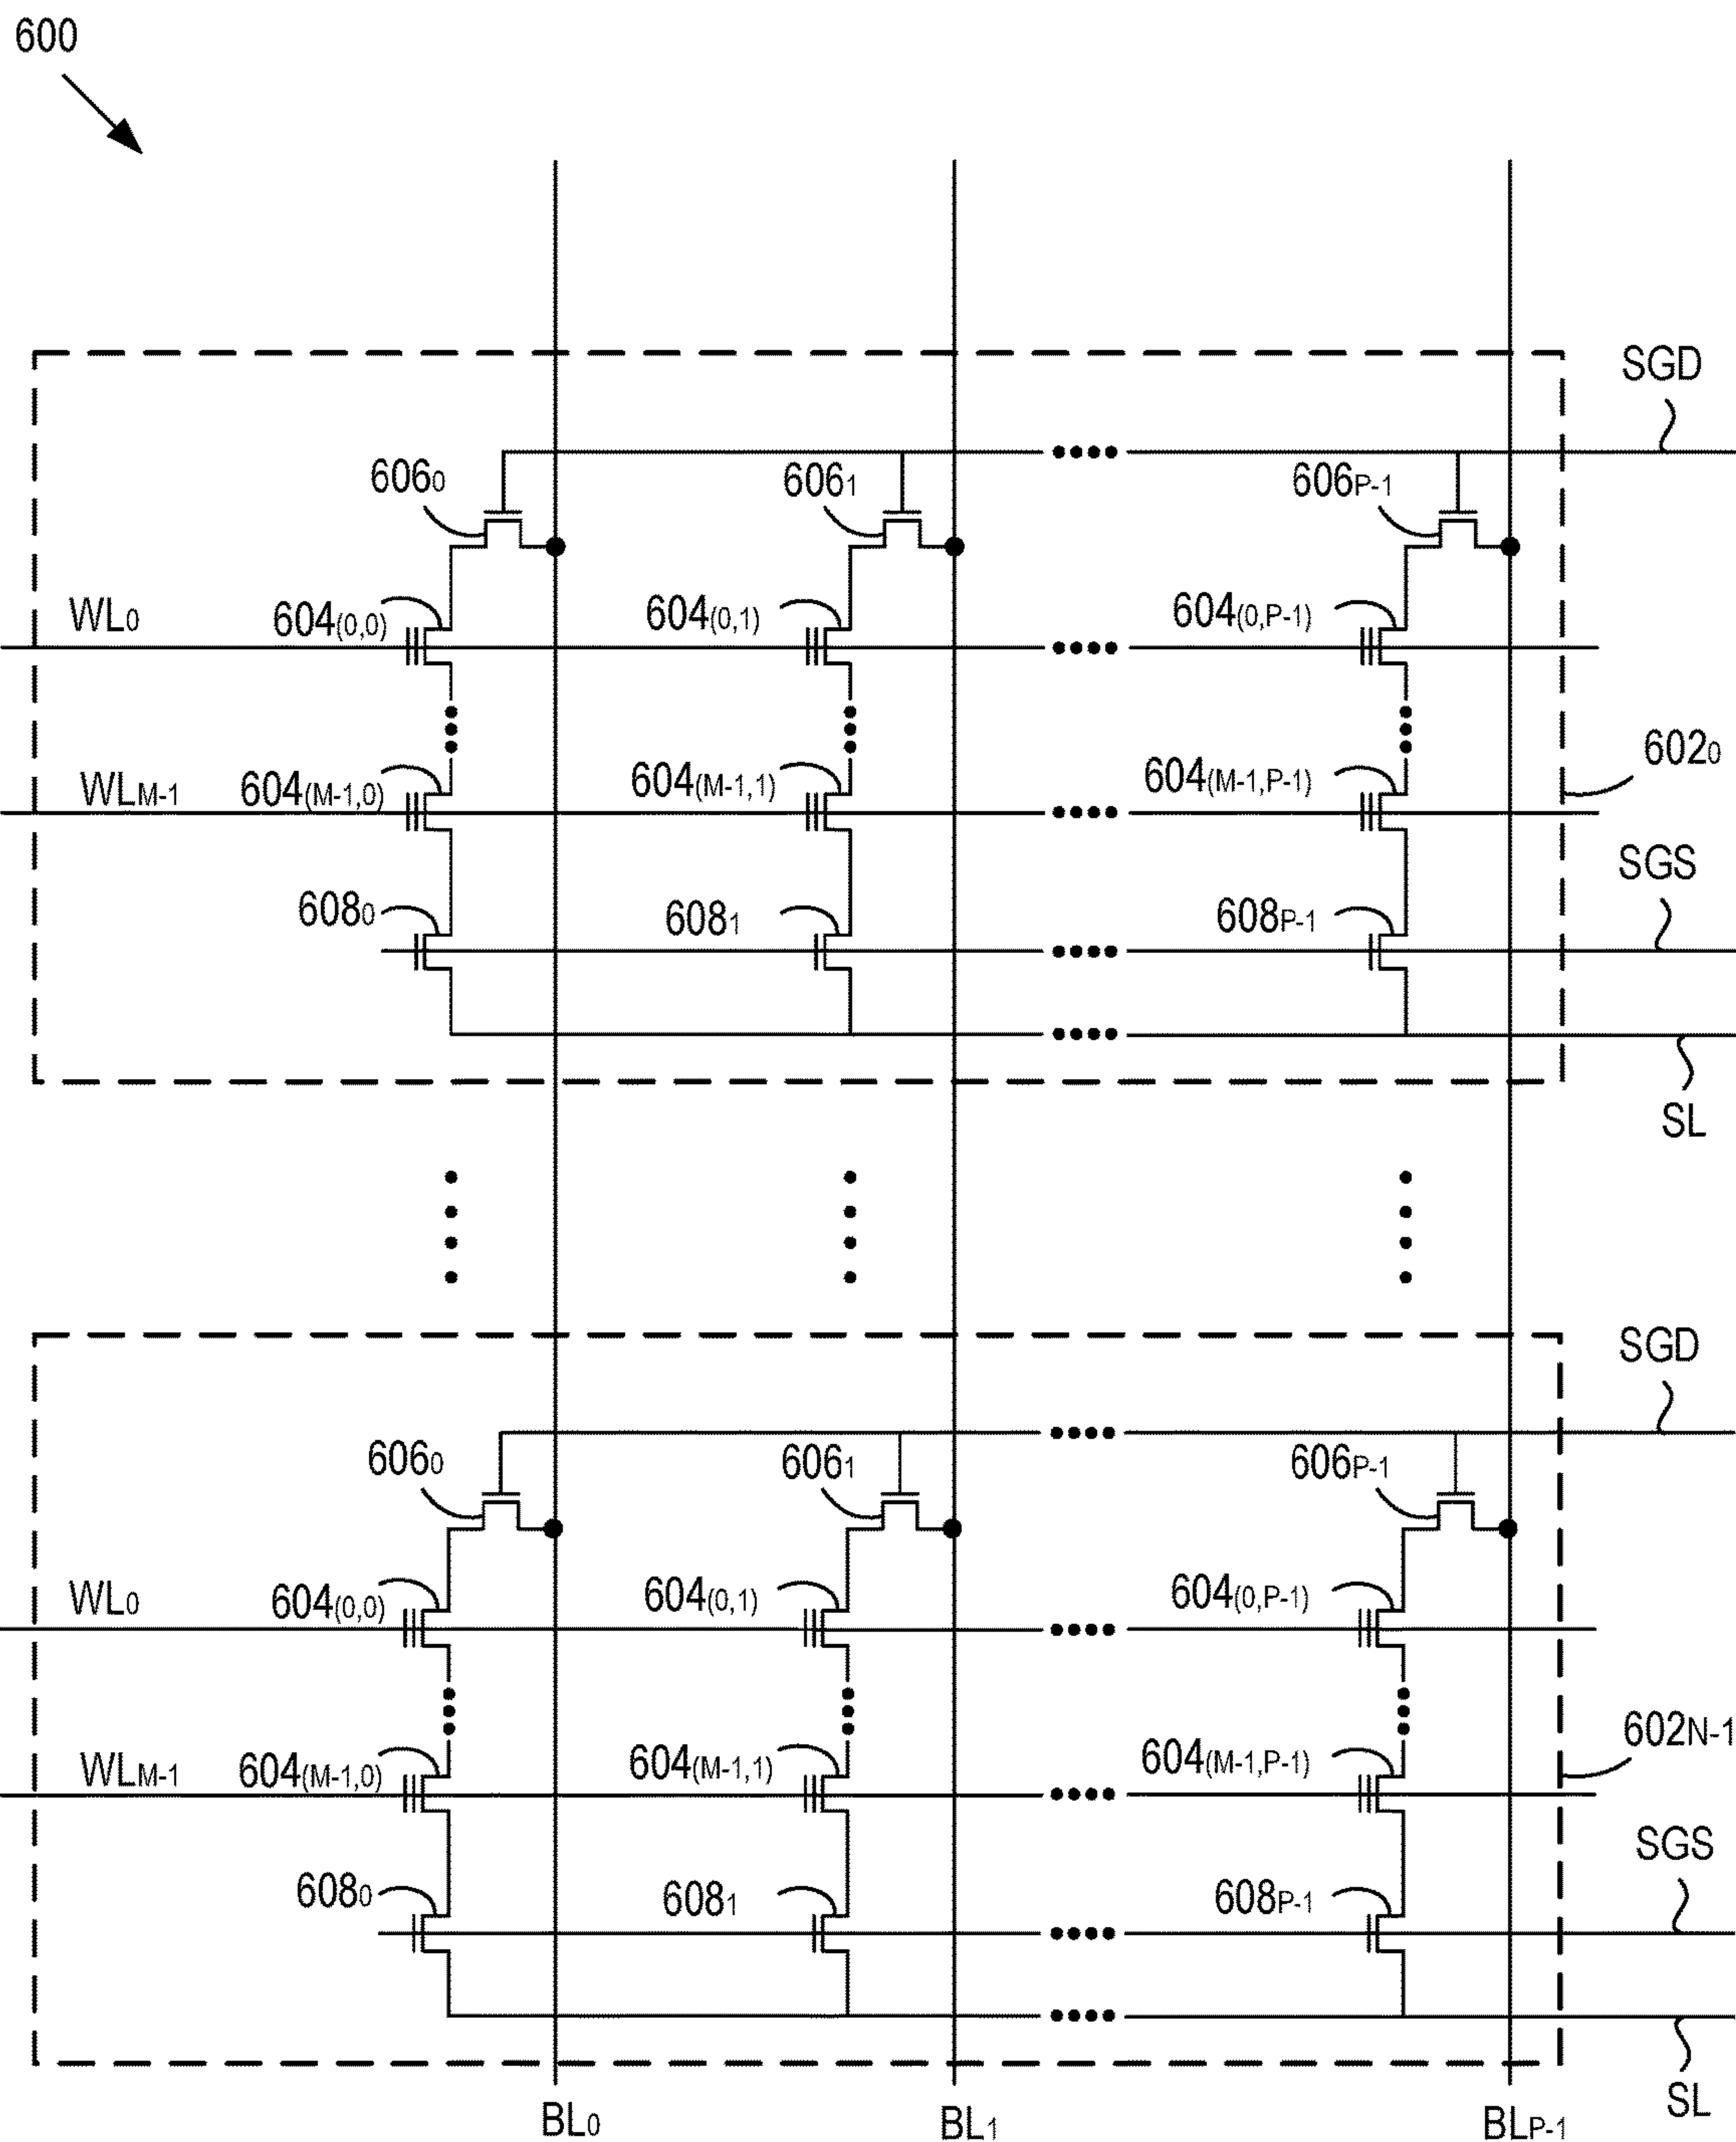 600
SGD
606₀ 606₁ 606P-1
WL₀ 604(0,0) 604(0,1) 604(0,P-1)
602₀
WLM-1 604(M-1,0) 604(M-1,1) 604(M-1,P-1)
SGS
608₀ 608₁ 608P-1
SL
SGD
606₀ 606₁ 606P-1
WL₀ 604(0,0) 604(0,1) 604(0,P-1)
602N-1
WLM-1 604(M-1,0) 604(M-1,1) 604(M-1,P-1)
SGS
608₀ 608₁ 608P-1
SL
BL₀ BL₁ BLP-1